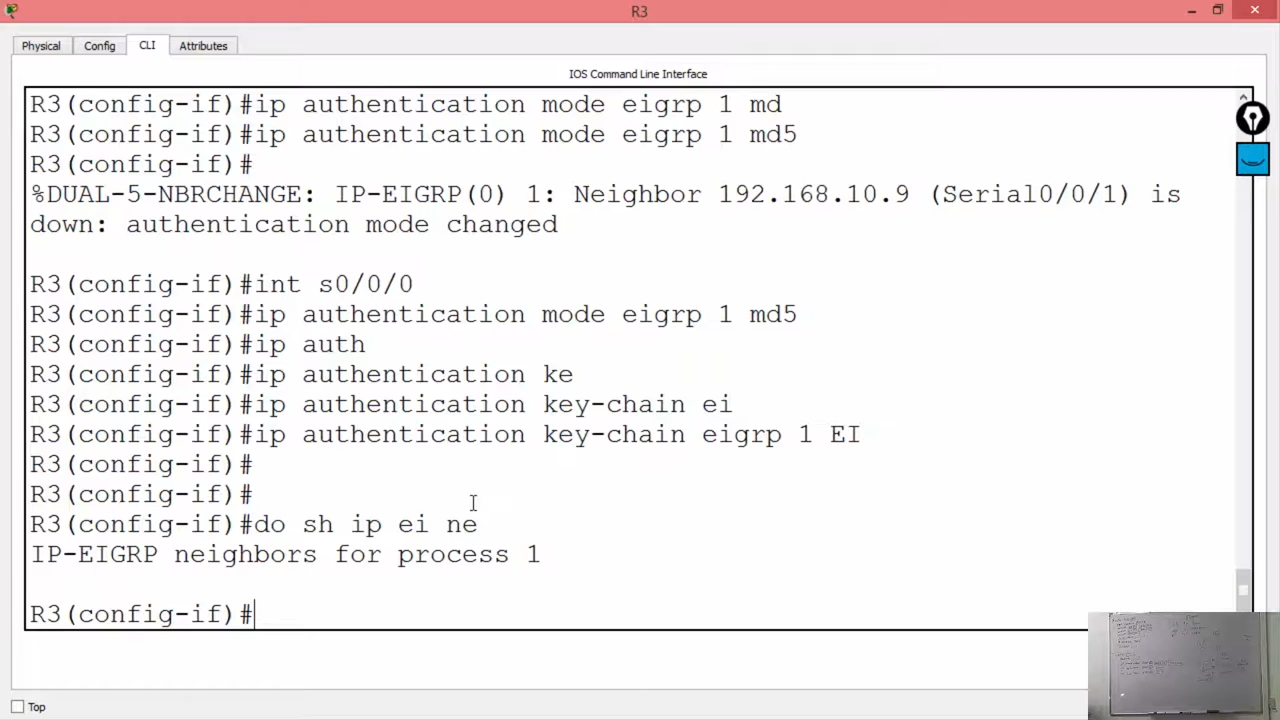 R3
Physical Config CLI Attributes
IOS Command Line Interface
R3(config-if)#ip authentication mode eigrp 1 md
R3(config-if)#ip authentication mode eigrp 1 md5
R3(config-if)#
%DUAL-5-NBRCHANGE: IP-EIGRP(0) 1: Neighbor 192.168.10.9 (Serial0/0/1) is
down: authentication mode changed
R3(config-if)#int s0/0/0
R3(config-if)#ip authentication mode eigrp 1 md5
R3(config-if)#ip auth
R3(config-if)#ip authentication ke
R3(config-if)#ip authentication key-chain ei
R3(config-if)#ip authentication key-chain eigrp 1 EI
R3(config-if)#
R3(config-if)#
R3(config-if)#do sh ip ei ne
IP-EIGRP neighbors for process 1
R3(config-if)#
Top